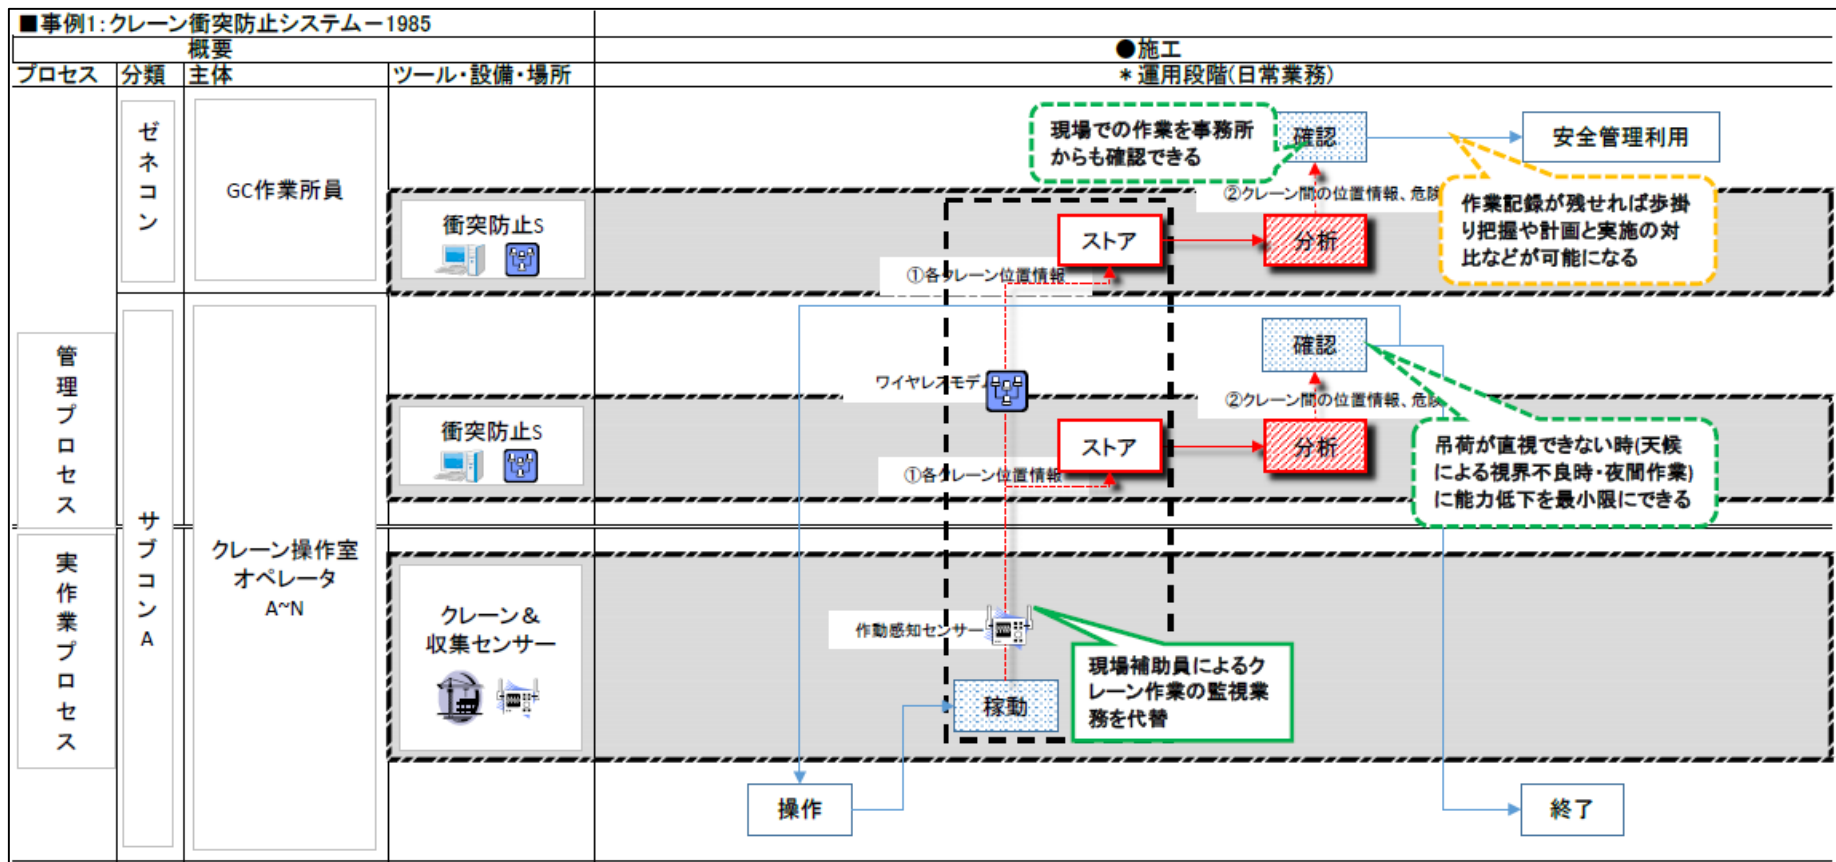 ■事例1:クレーン衝突防止システム－1985
概要
●施工
プロセス
分類
主体
ツール・設備・場所
＊運用段階(日常業務)
ゼネコン
GC作業所員
衝突防止S
現場での作業を事務所
からも確認できる
確認
安全管理利用
②クレーン間の位置情報、危険
作業記録が残せれば歩掛
り把握や計画と実施の対
比などが可能になる
ストア
分析
①各クレーン位置情報
管理プロセス
サブコンA
クレーン操作室
オペレータ
A~N
衝突防止S
確認
ワイヤレスモデム
②クレーン間の位置情報、危険
ストア
分析
①各クレーン位置情報
吊荷が直視できない時(天候
による視界不良時・夜間作業)
に能力低下を最小限にできる
実作業プロセス
クレーン＆
収集センサー
作動感知センサー
現場補助員によるク
レーン作業の監視業
務を代替
稼動
操作
終了